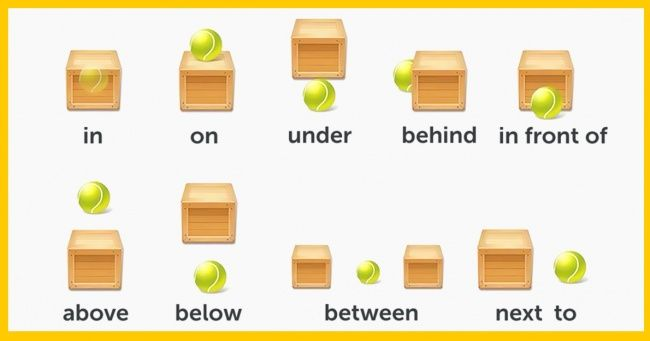 in on under behind in front of
above below between next to